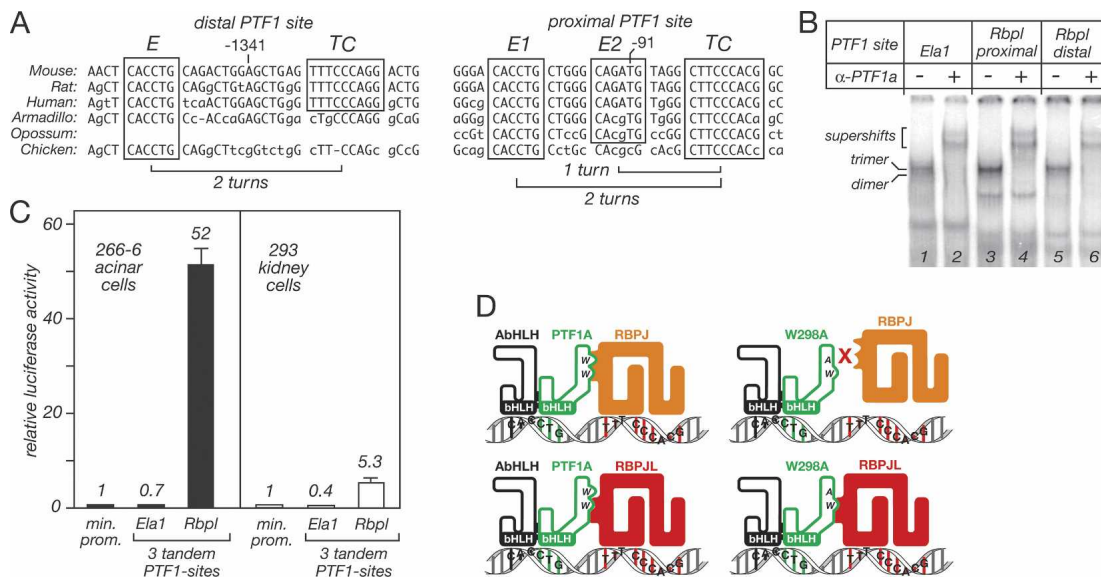 A
distal PTF1 site
E
-1341
TC
Mouse: AACT CACCTG CAGACTGGAGCTGAG TTTCCCAGG ACTG
Rat: AgCT CACCTG CAGGCTGtAGCTGgG TTTCCCAGG ACTG
Human: AgtT CACCTG tcaACTGGAGCTGgG TTTCCCAGG gCTG
Armadillo: AgCT CACCTG Cc-ACCaGAGCTGga cTgCCCAGG gCaG
Opossum:
Chicken: AgCT CACCTG CAGgCTTcgGTctgG cTT-CCAGc gCCG
2 turns
proximal PTF1 site
E1
E2
-91
TC
GGGA CACCTG CTGGG CAGATG TAGG CTTCCCACG GC
GGGA CACCTG CTGGG CAGATG TAGG CTTCCCACG GC
GGcg CACCTG CTGGG CAGATG TgGG CTTCCCACG GC
aGGg CACCTG CTGGG CAGATG TgGG CTTCCCACa gC
ccGt CACCTG CTccG CACgTG cCGG CTTCCCACG ct
Gcag CACCTG CctGc CACgcG cACG CTTCCCACc ca
1 turn
2 turns
B
PTF1 site
Ela1
Rbpl proximal
Rbpl distal
α-PTF1a
- + - + - +
supershifts
trimer
dimer
1 2 3 4 5 6
C
relative luciferase activity
60
40
20
0
266-6 acinar cells
293 kidney cells
52
1
0.7
1
0.4
5.3
min. prom.
Ela1
Rbpl
min. prom.
Ela1
Rbpl
3 tandem PTF1-sites
3 tandem PTF1-sites
D
AbHLH
PTF1A
RBPJ
W
W
bHLH
bHLH
C A C C T G
T T T C C C A C G
W298A
RBPJ
A
W
X
bHLH
bHLH
C A C C T G
T T T C C C A C G
AbHLH
PTF1A
RBPJL
W
W
bHLH
bHLH
C A C C T G
T T T C C C A C G
W298A
RBPJL
A
W
bHLH
bHLH
C A C C T G
T T T C C C A C G